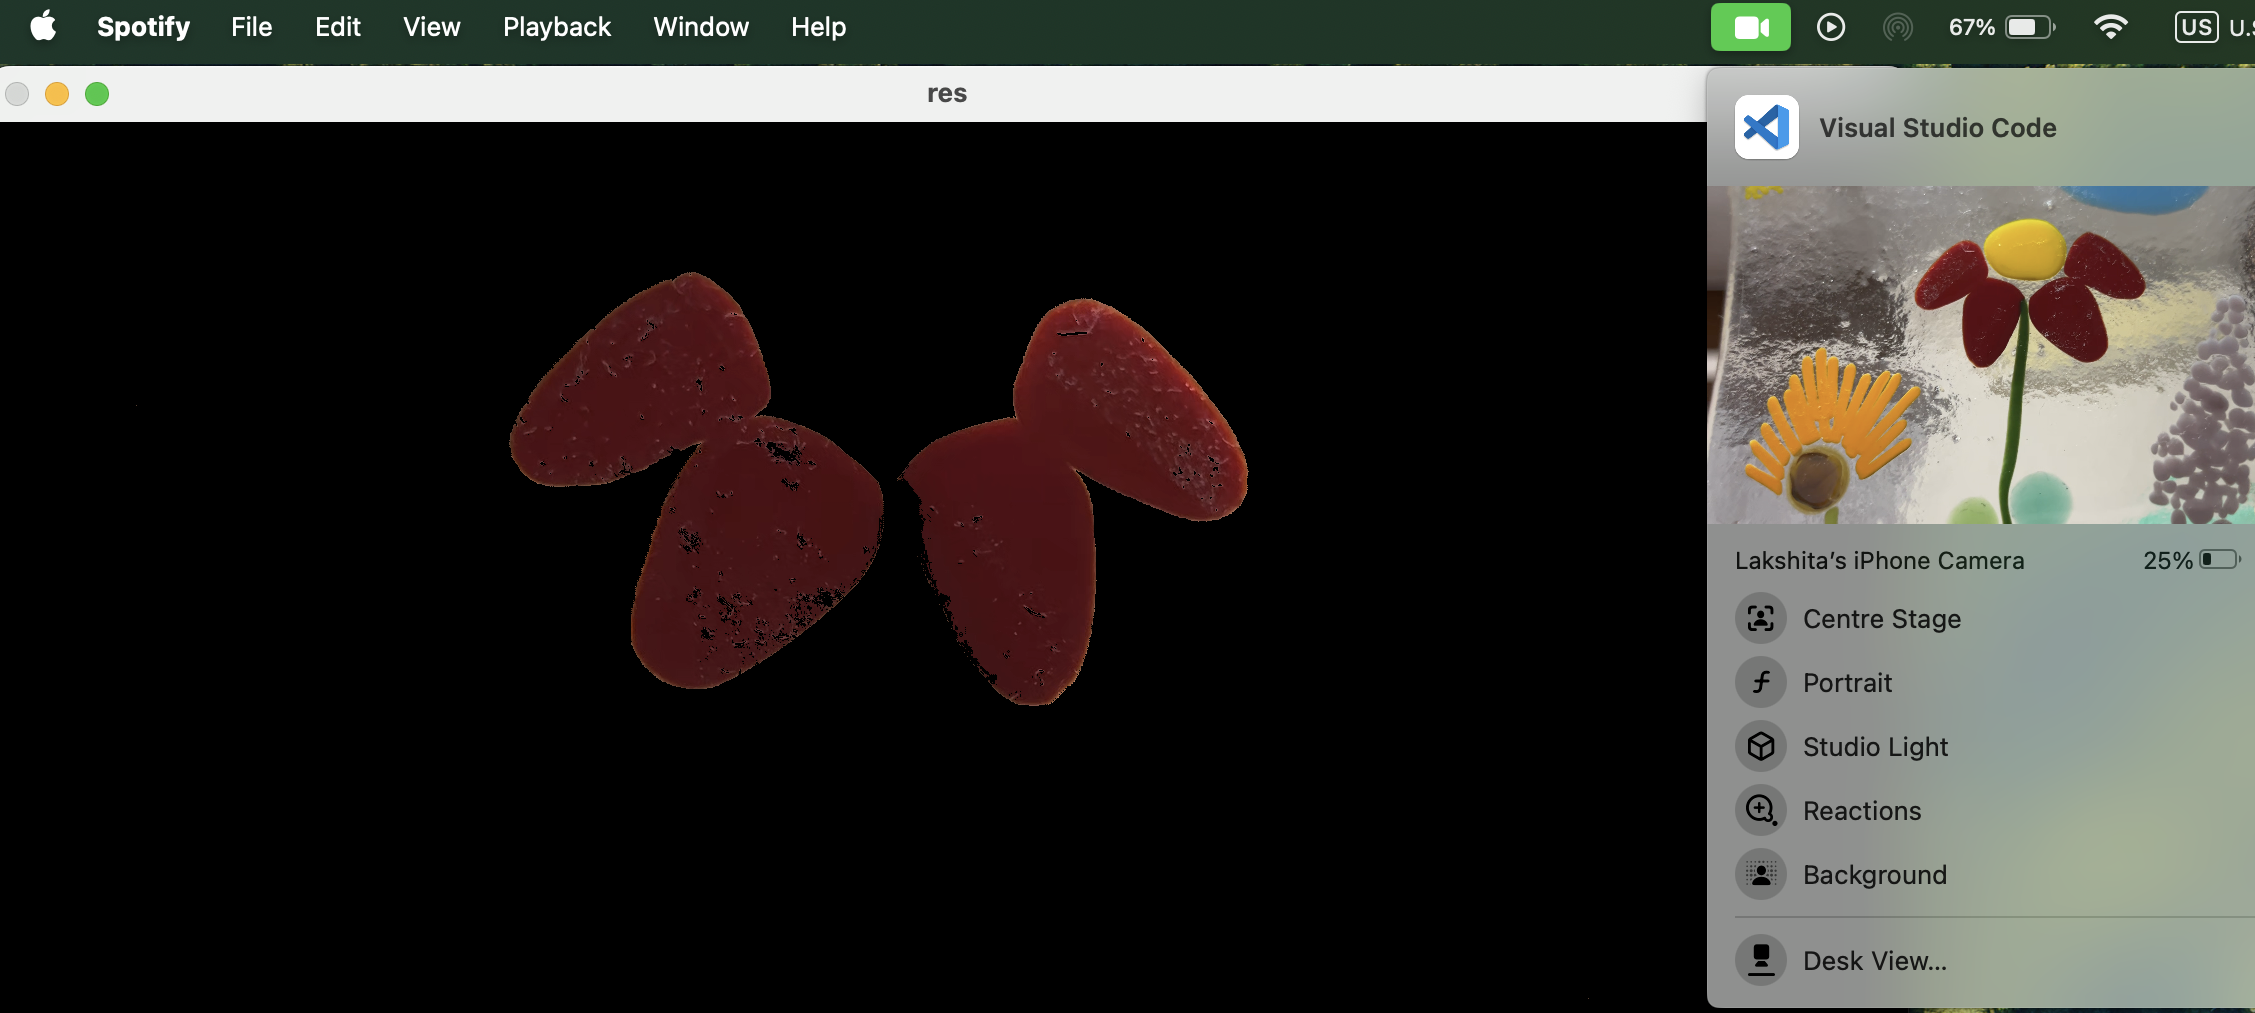 Spotify File Edit View Playback Window Help 67% US U.S
res
Visual Studio Code
Lakshita's iPhone Camera 25%
Centre Stage
Portrait
Studio Light
Reactions
Background
Desk View...